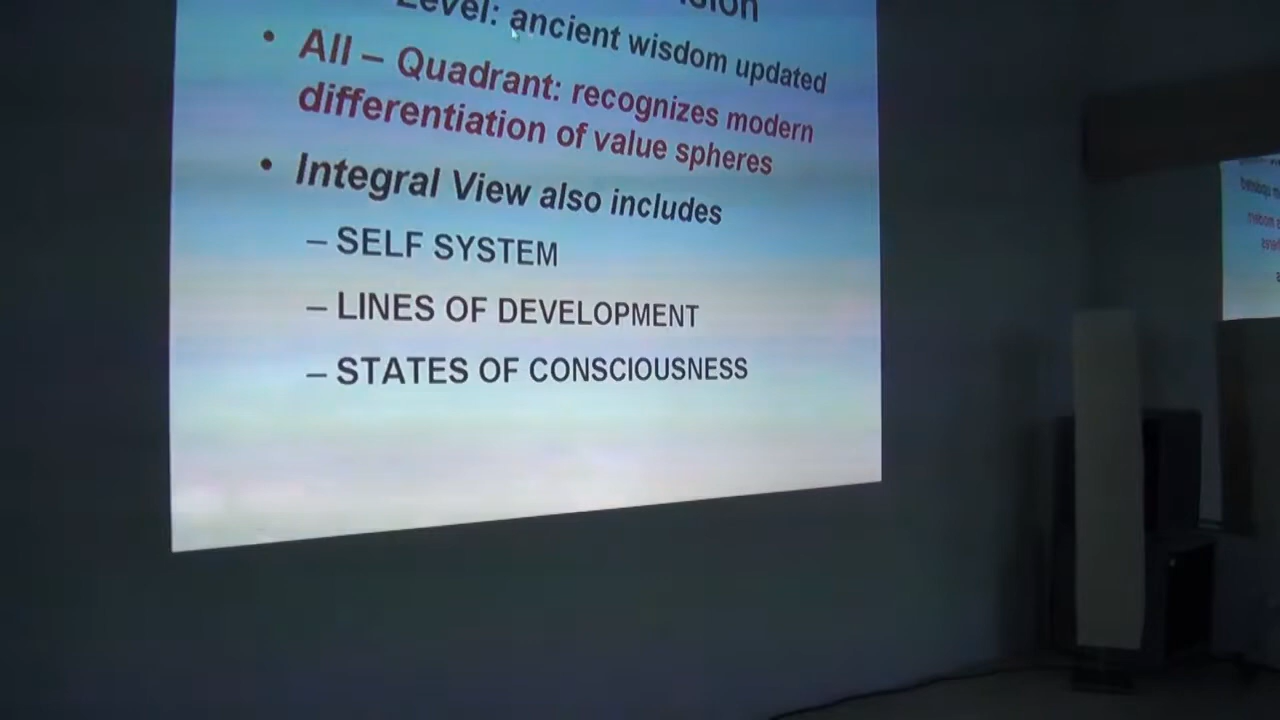 Level: ancient wisdom updated
• All – Quadrant: recognizes modern
differentiation of value spheres
• Integral View also includes
– SELF SYSTEM
– LINES OF DEVELOPMENT
– STATES OF CONSCIOUSNESS